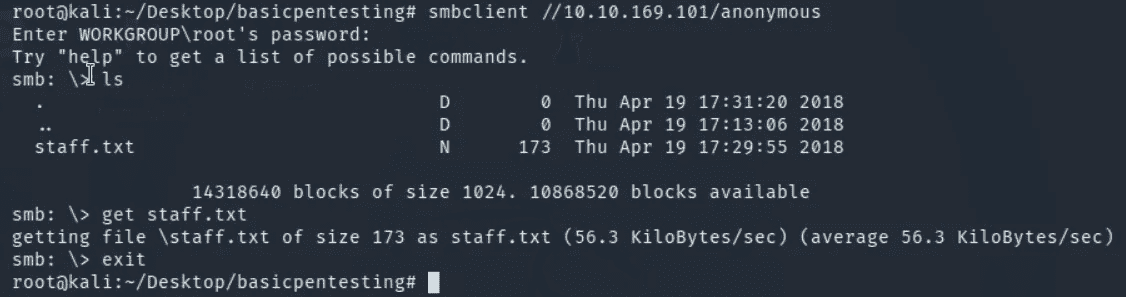 root@kali:~/Desktop/basicpentesting# smbclient //10.10.169.101/anonymous
Enter WORKGROUP\root's password:
Try "help" to get a list of possible commands.
smb: \> ls
  .                                   D        0  Thu Apr 19 17:31:20 2018
  ..                                  D        0  Thu Apr 19 17:13:06 2018
  staff.txt                           N      173  Thu Apr 19 17:29:55 2018

                14318640 blocks of size 1024. 10868520 blocks available
smb: \> get staff.txt
getting file \staff.txt of size 173 as staff.txt (56.3 KiloBytes/sec) (average 56.3 KiloBytes/sec)
smb: \> exit
root@kali:~/Desktop/basicpentesting#